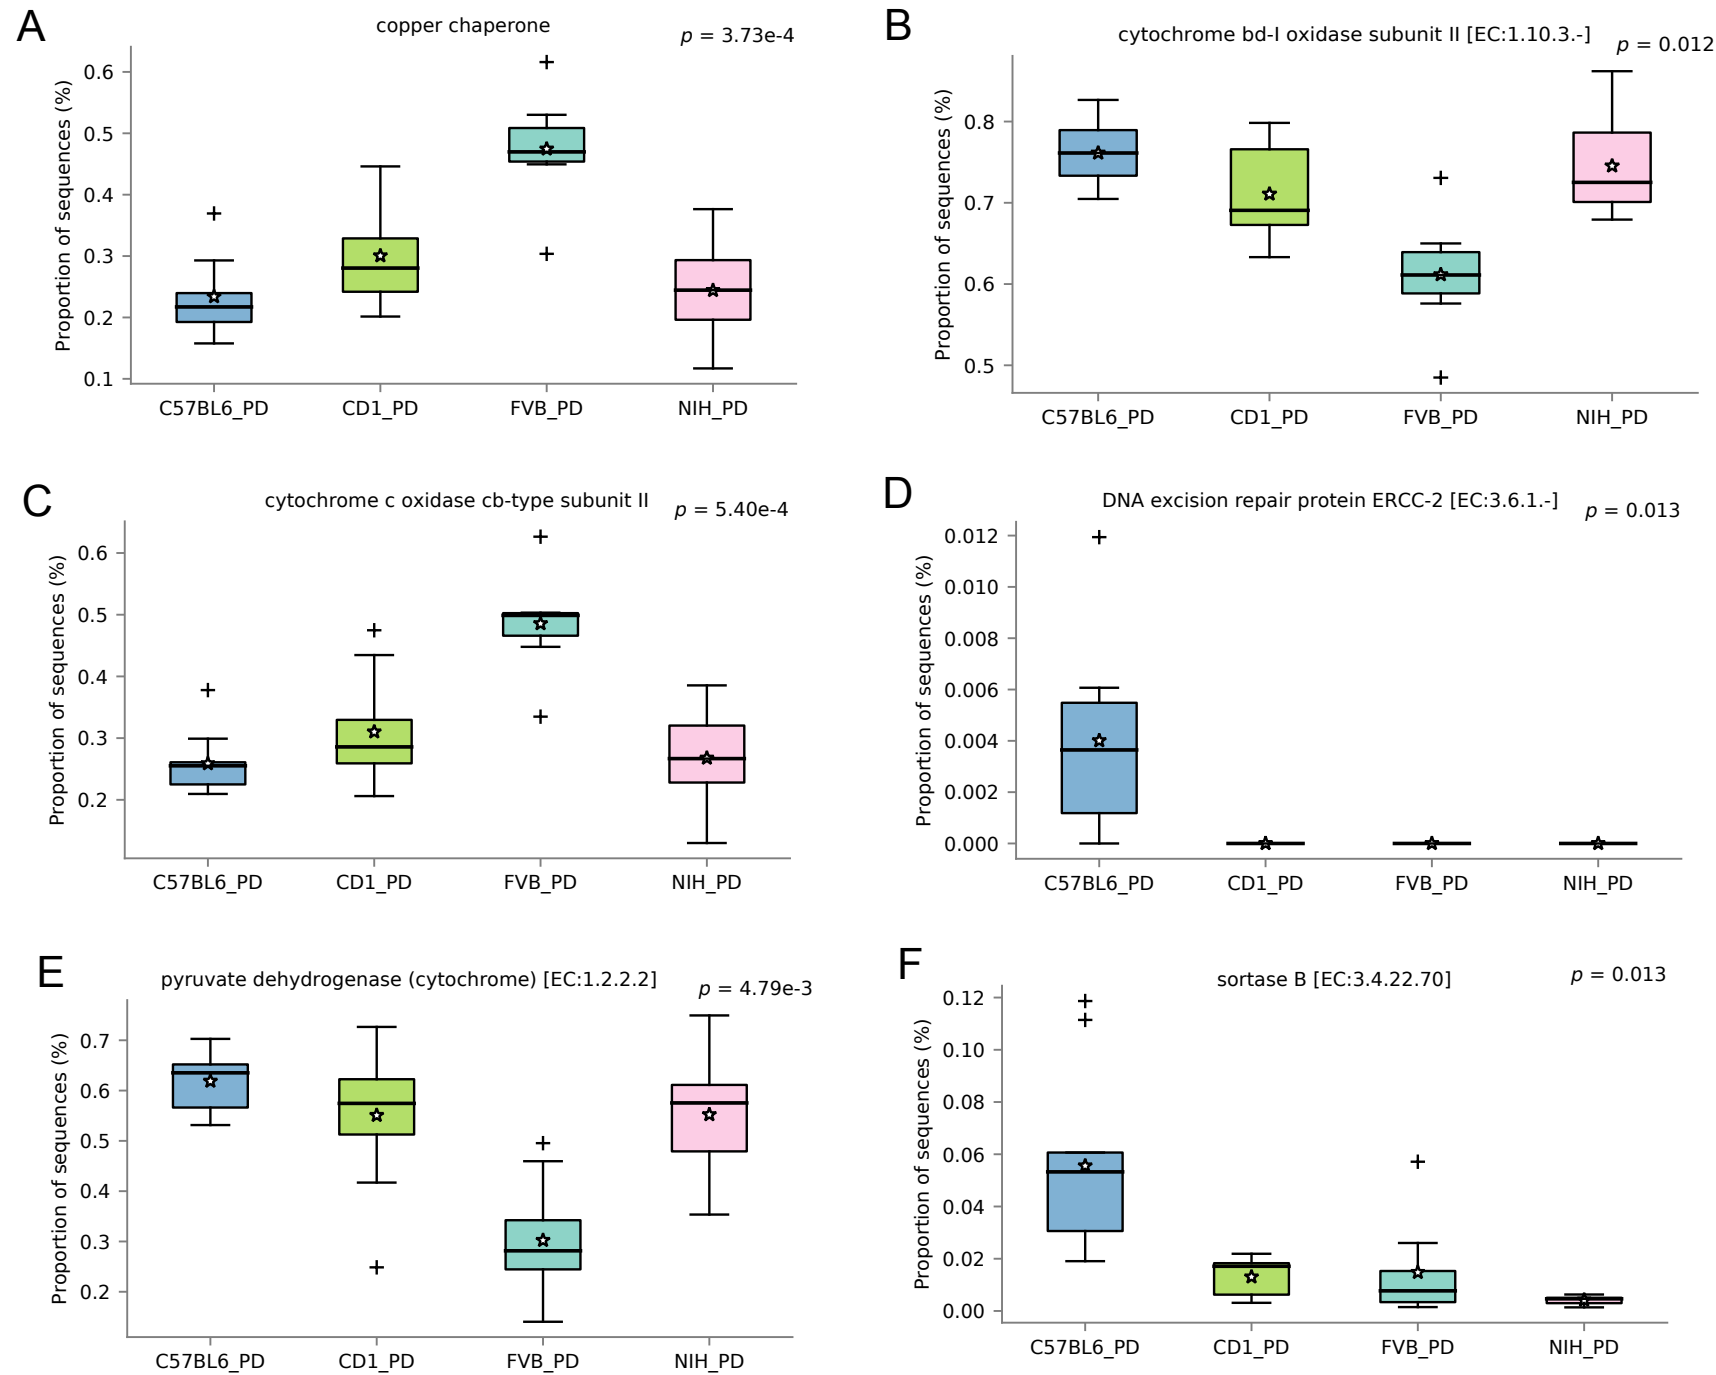 A
copper chaperone
p = 3.73e-4
Proportion of sequences (%)
0.6
0.5
0.4
0.3
0.2
0.1
C57BL6_PD
CD1_PD
FVB_PD
NIH_PD
B
cytochrome bd-I oxidase subunit II [EC:1.10.3.-]
p = 0.012
Proportion of sequences (%)
0.8
0.7
0.6
0.5
C57BL6_PD
CD1_PD
FVB_PD
NIH_PD
C
cytochrome c oxidase cb-type subunit II
p = 5.40e-4
Proportion of sequences (%)
0.6
0.5
0.4
0.3
0.2
C57BL6_PD
CD1_PD
FVB_PD
NIH_PD
D
DNA excision repair protein ERCC-2 [EC:3.6.1.-]
p = 0.013
Proportion of sequences (%)
0.012
0.010
0.008
0.006
0.004
0.002
0.000
C57BL6_PD
CD1_PD
FVB_PD
NIH_PD
E
pyruvate dehydrogenase (cytochrome) [EC:1.2.2.2]
p = 4.79e-3
Proportion of sequences (%)
0.7
0.6
0.5
0.4
0.3
0.2
C57BL6_PD
CD1_PD
FVB_PD
NIH_PD
F
sortase B [EC:3.4.22.70]
p = 0.013
Proportion of sequences (%)
0.12
0.10
0.08
0.06
0.04
0.02
0.00
C57BL6_PD
CD1_PD
FVB_PD
NIH_PD